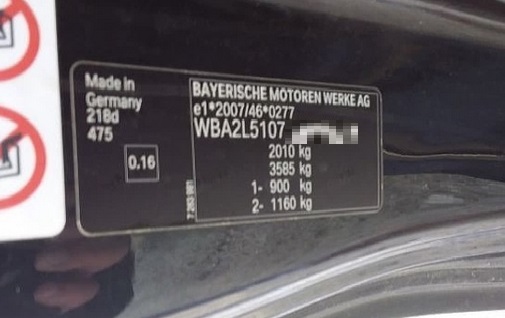 Made in
Germany
218d
475
0.16
BAYERISCHE MOTOREN WERKE AG
e1*2007/46*0277
WBA2L5107
2010 kg
3585 kg
1- 900 kg
2- 1160 kg